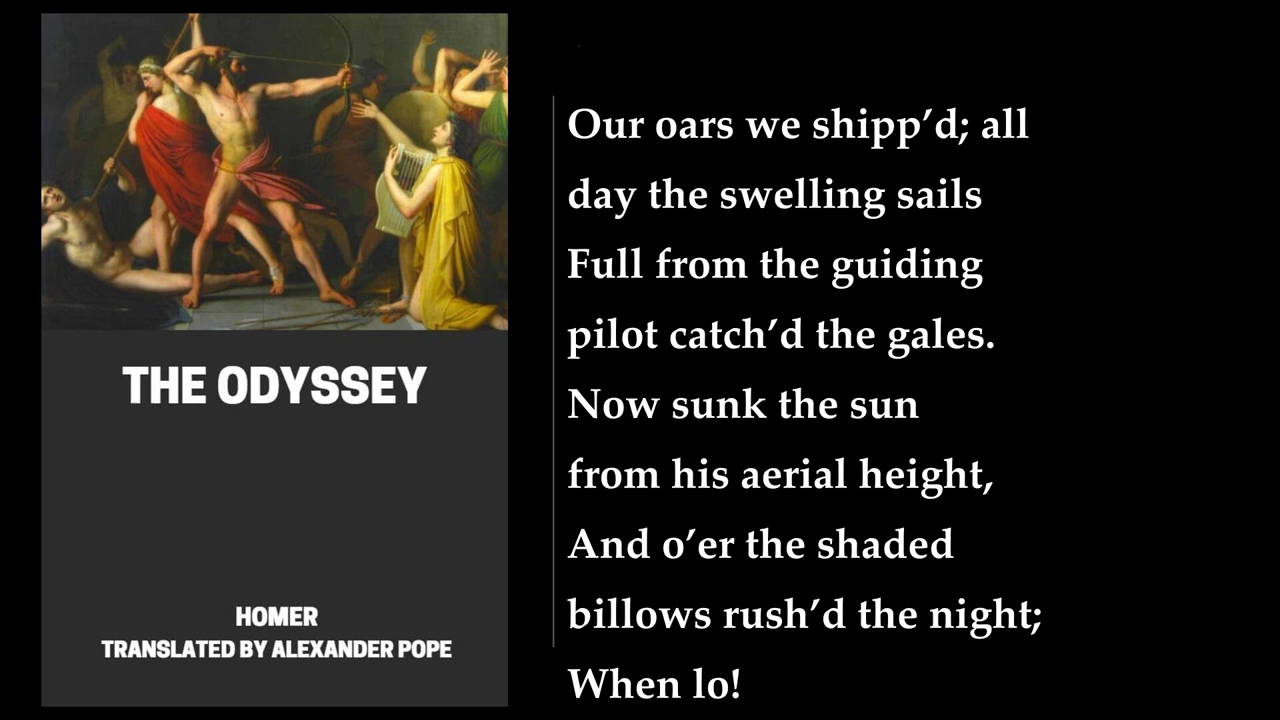 THE ODYSSEY
HOMER
TRANSLATED BY ALEXANDER POPE
Our oars we shipp’d; all
day the swelling sails
Full from the guiding
pilot catch’d the gales.
Now sunk the sun
from his aerial height,
And o’er the shaded
billows rush’d the night;
When lo!